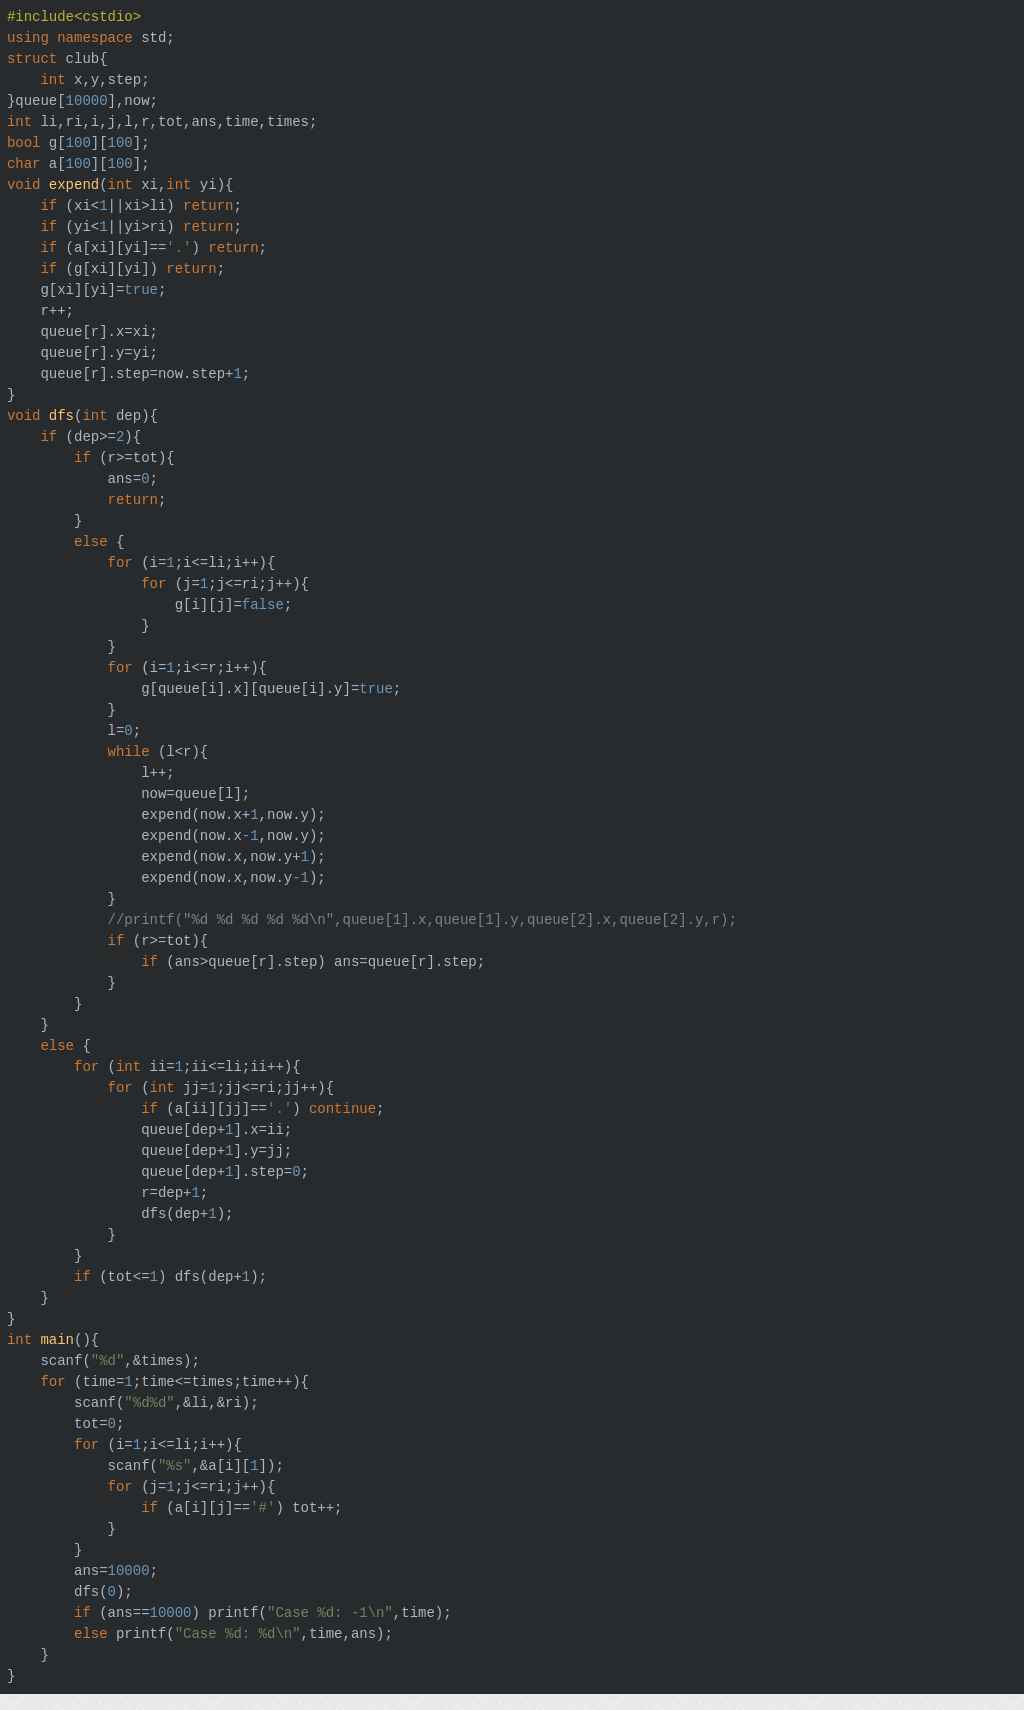 #include<cstdio>
using namespace std;
struct club{
    int x,y,step;
}queue[10000],now;
int li,ri,i,j,l,r,tot,ans,time,times;
bool g[100][100];
char a[100][100];
void expend(int xi,int yi){
    if (xi<1||xi>li) return;
    if (yi<1||yi>ri) return;
    if (a[xi][yi]=='.') return;
    if (g[xi][yi]) return;
    g[xi][yi]=true;
    r++;
    queue[r].x=xi;
    queue[r].y=yi;
    queue[r].step=now.step+1;
}
void dfs(int dep){
    if (dep>=2){
        if (r>=tot){
            ans=0;
            return;
        }
        else {
            for (i=1;i<=li;i++){
                for (j=1;j<=ri;j++){
                    g[i][j]=false;
                }
            }
            for (i=1;i<=r;i++){
                g[queue[i].x][queue[i].y]=true;
            }
            l=0;
            while (l<r){
                l++;
                now=queue[l];
                expend(now.x+1,now.y);
                expend(now.x-1,now.y);
                expend(now.x,now.y+1);
                expend(now.x,now.y-1);
            }
            //printf("%d %d %d %d %d\n",queue[1].x,queue[1].y,queue[2].x,queue[2].y,r);
            if (r>=tot){
                if (ans>queue[r].step) ans=queue[r].step;
            }
        }
    }
    else {
        for (int ii=1;ii<=li;ii++){
            for (int jj=1;jj<=ri;jj++){
                if (a[ii][jj]=='.') continue;
                queue[dep+1].x=ii;
                queue[dep+1].y=jj;
                queue[dep+1].step=0;
                r=dep+1;
                dfs(dep+1);
            }
        }
        if (tot<=1) dfs(dep+1);
    }
}
int main(){
    scanf("%d",&times);
    for (time=1;time<=times;time++){
        scanf("%d%d",&li,&ri);
        tot=0;
        for (i=1;i<=li;i++){
            scanf("%s",&a[i][1]);
            for (j=1;j<=ri;j++){
                if (a[i][j]=='#') tot++;
            }
        }
        ans=10000;
        dfs(0);
        if (ans==10000) printf("Case %d: -1\n",time);
        else printf("Case %d: %d\n",time,ans);
    }
}